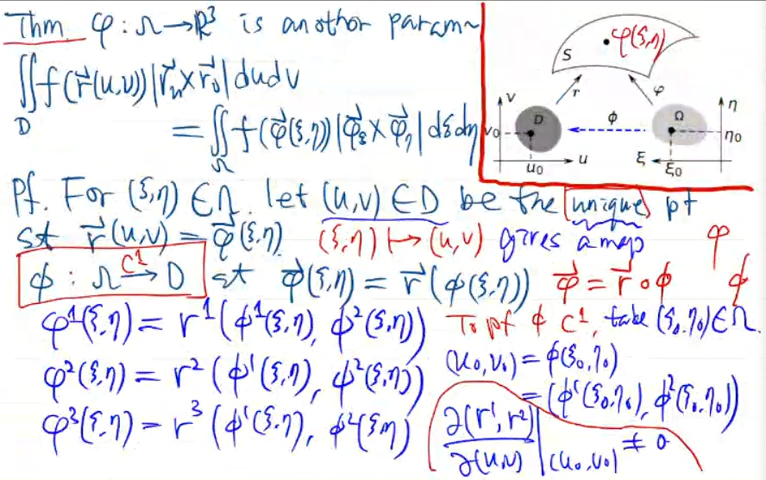 Thm φ : Ω → ℝ³ is another param~
∬_D f(r⃗(u,v)) |r⃗_u × r⃗_v| du dv
= ∬_Ω f(φ⃗(ξ,η)) |φ⃗_ξ × φ⃗_η| dξ dη
S φ(ξ,η)
r φ
v D ϕ Ω η
v0 η0
u0 u ξ ξ0
Pf. For (ξ,η) ∈ Ω, let (u,v) ∈ D be the unique pt
st r⃗(u,v) = φ⃗(ξ,η). (ξ,η) ↦ (u,v) gives a map φ
ϕ : Ω →^{C¹} D st φ⃗(ξ,η) = r⃗(ϕ(ξ,η)) φ⃗ = r⃗ ∘ ϕ ϕ
φ¹(ξ,η) = r¹(ϕ¹(ξ,η), ϕ²(ξ,η)) To pf ϕ C¹, take (ξ₀,η₀) ∈ Ω.
(u₀,v₀) = ϕ(ξ₀,η₀)
φ²(ξ,η) = r²(ϕ¹(ξ,η), ϕ²(ξ,η))
= (ϕ¹(ξ₀,η₀), ϕ²(ξ₀,η₀))
φ³(ξ,η) = r³(ϕ¹(ξ,η), ϕ²(ξ,η)
∂(r¹,r²)/∂(u,v) |_(u₀,v₀) ≠ 0